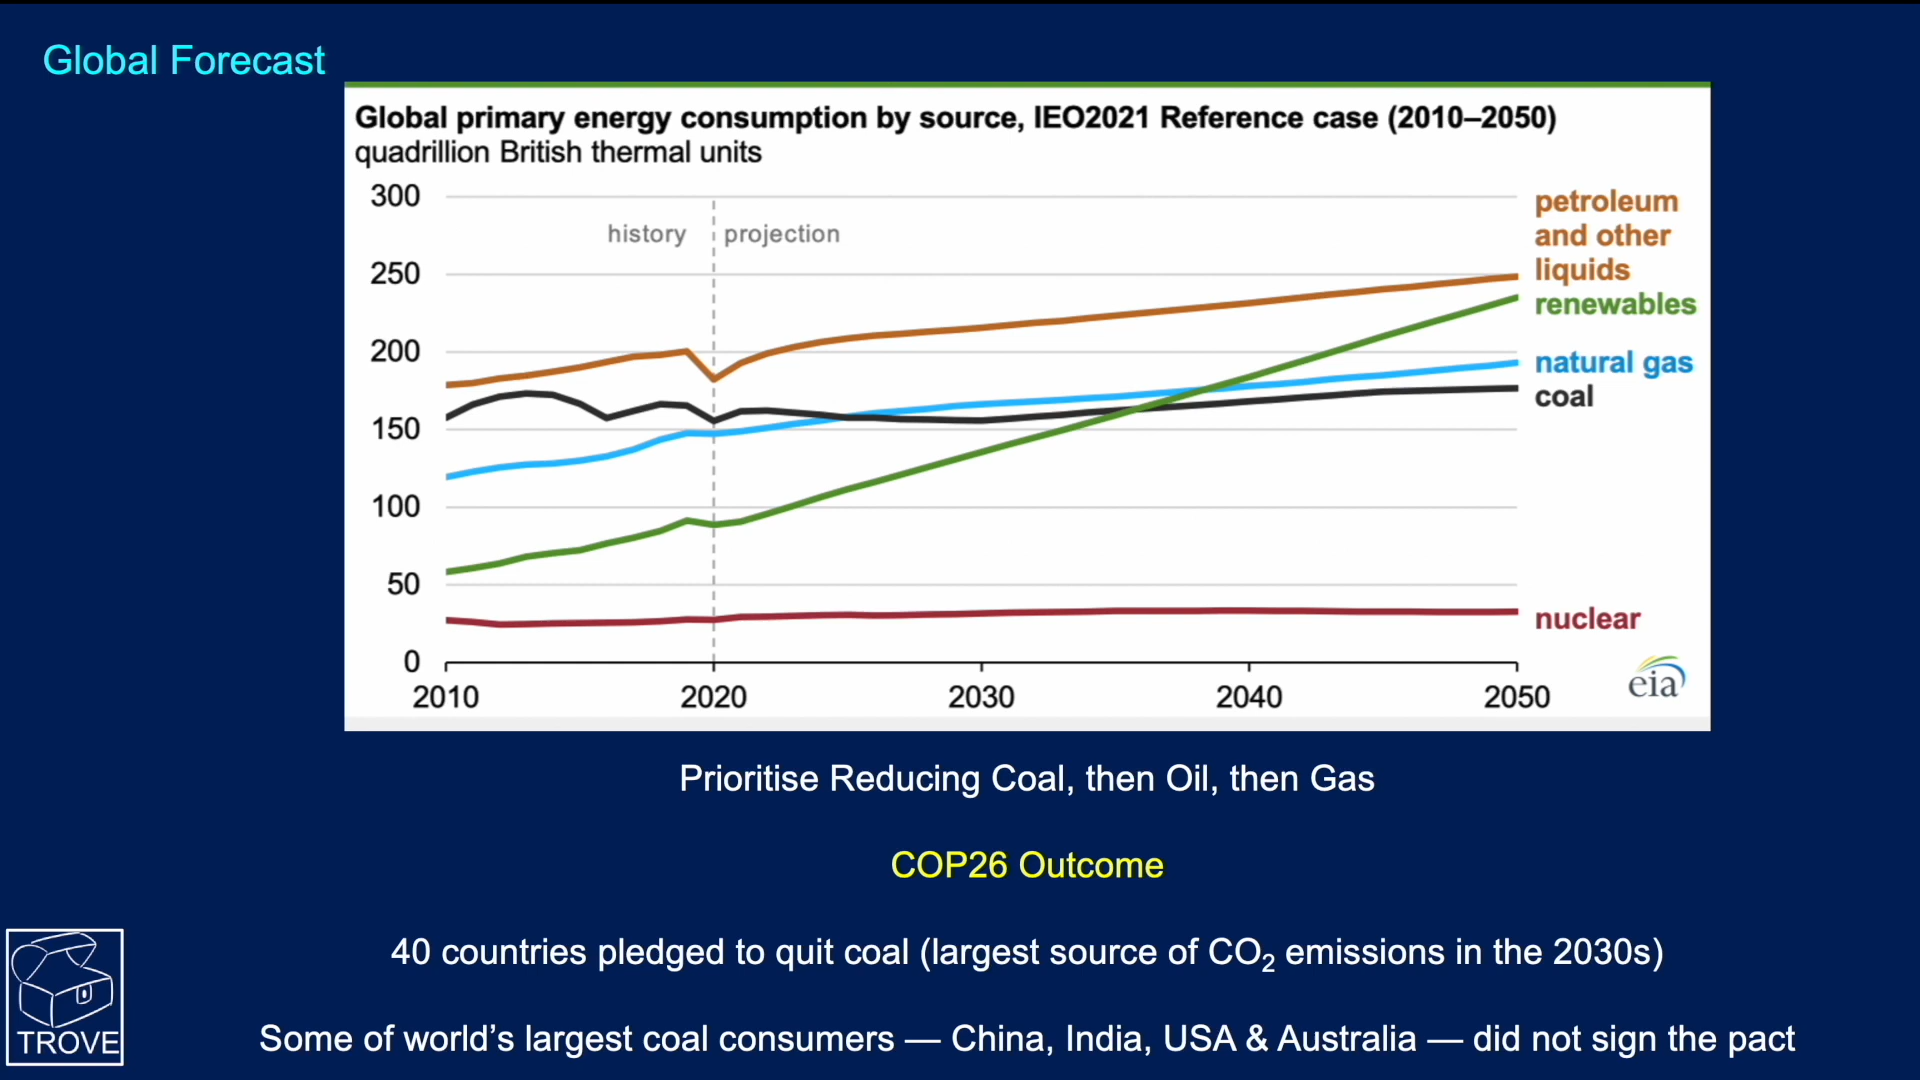 Global Forecast
Global primary energy consumption by source, IEO2021 Reference case (2010–2050)
quadrillion British thermal units
300
250
200
150
100
50
0
history
projection
petroleum
and other
liquids
renewables
natural gas
coal
nuclear
eia
2010
2020
2030
2040
2050
Prioritise Reducing Coal, then Oil, then Gas
COP26 Outcome
40 countries pledged to quit coal (largest source of CO₂ emissions in the 2030s)
Some of world’s largest coal consumers — China, India, USA & Australia — did not sign the pact
TROVE